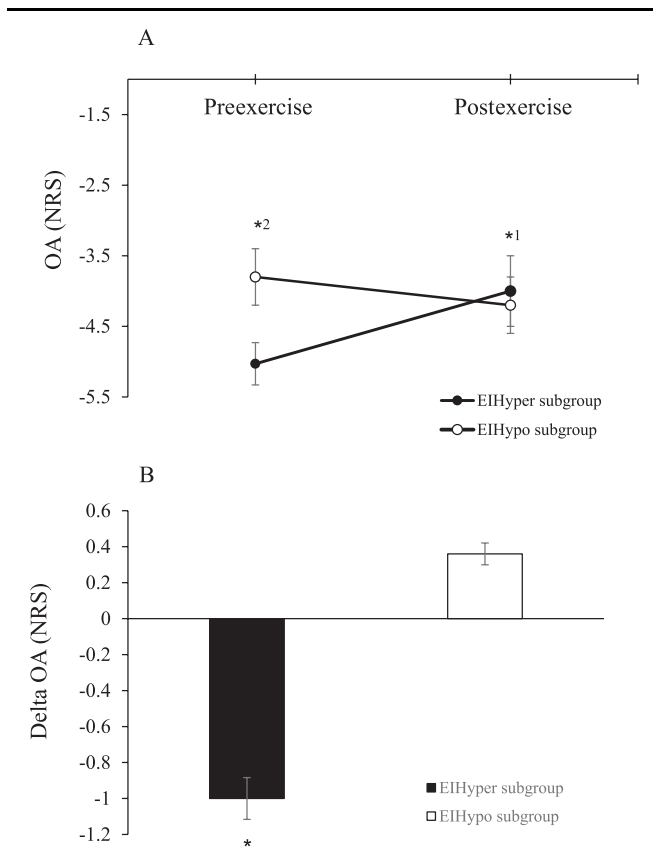 A
Preexercise
Postexercise
-1.5
-2.5
-3.5
-4.5
-5.5
OA (NRS)
*2
*1
EIHyper subgroup
EIHypo subgroup
B
0.6
0.4
0.2
0
-0.2
-0.4
-0.6
-0.8
-1
-1.2
Delta OA (NRS)
*
EIHyper subgroup
EIHypo subgroup